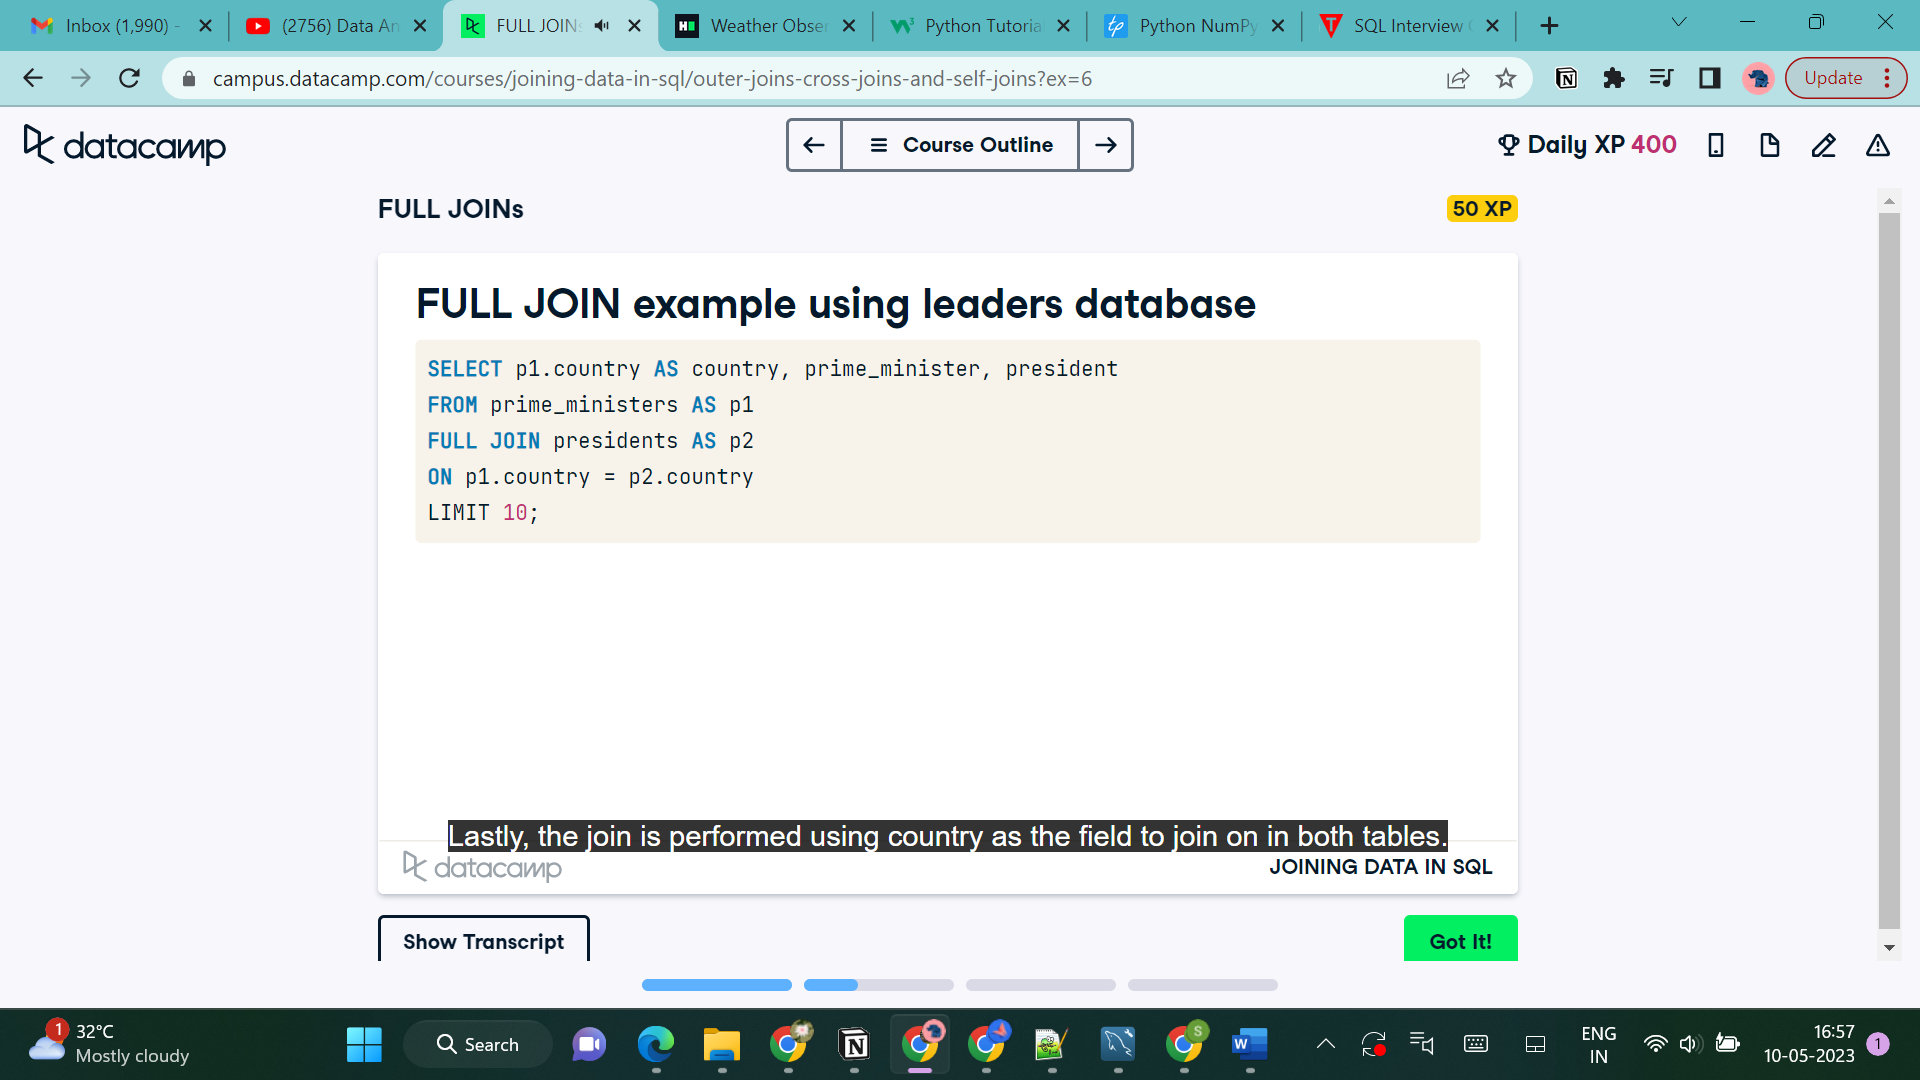 Inbox (1,990) -
(2756) Data An
FULL JOINs
Weather Obser
Python Tutoria
Python NumPy
SQL Interview
campus.datacamp.com/courses/joining-data-in-sql/outer-joins-cross-joins-and-self-joins?ex=6
Update
datacamp
Course Outline
Daily XP 400
FULL JOINs
50 XP
FULL JOIN example using leaders database
SELECT p1.country AS country, prime_minister, president
FROM prime_ministers AS p1
FULL JOIN presidents AS p2
ON p1.country = p2.country
LIMIT 10;
Lastly, the join is performed using country as the field to join on in both tables.
datacamp
JOINING DATA IN SQL
Show Transcript
Got It!
1
32°C
Mostly cloudy
Search
ENG
IN
16:57
10-05-2023
1